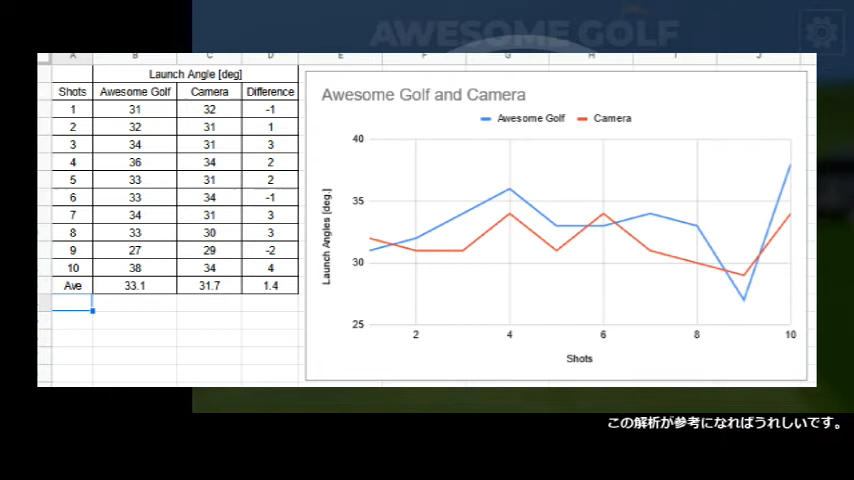 AWESOME GOLF
A B C D E F G H I J
Launch Angle [deg]
Shots Awesome Golf Camera Difference
1 31 32 -1
2 32 31 1
3 34 31 3
4 36 34 2
5 33 31 2
6 33 34 -1
7 34 31 3
8 33 30 3
9 27 29 -2
10 38 34 4
Ave 33.1 31.7 1.4
Awesome Golf and Camera
Awesome Golf Camera
40
35
30
25
Launch Angles [deg.]
2 4 6 8 10
Shots
この解析が参考になればうれしいです。